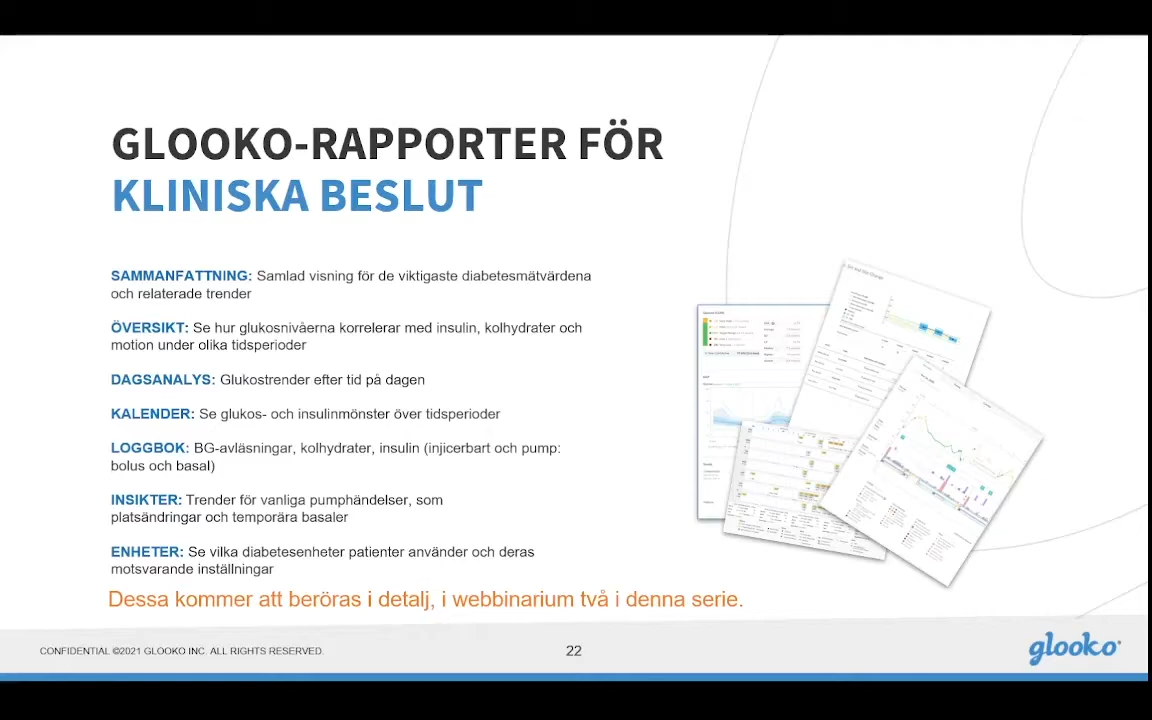 GLOOKO-RAPPORTER FÖR
KLINISKA BESLUT
SAMMANFATTNING: Samlad visning för de viktigaste diabetesmätvärdena
och relaterade trender
ÖVERSIKT: Se hur glukosnivåerna korrelerar med insulin, kolhydrater och
motion under olika tidsperioder
DAGSANALYS: Glukostrender efter tid på dagen
KALENDER: Se glukos- och insulinmönster över tidsperioder
LOGGBOK: BG-avläsningar, kolhydrater, insulin (injicerbart och pump:
bolus och basal)
INSIKTER: Trender för vanliga pumphändelser, som
platsändringar och temporära basaler
ENHETER: Se vilka diabetesenheter patienter använder och deras
motsvarande inställningar
Dessa kommer att beröras i detalj, i webbinarium två i denna serie.
CONFIDENTIAL ©2021 GLOOKO INC. ALL RIGHTS RESERVED.
22
glooko